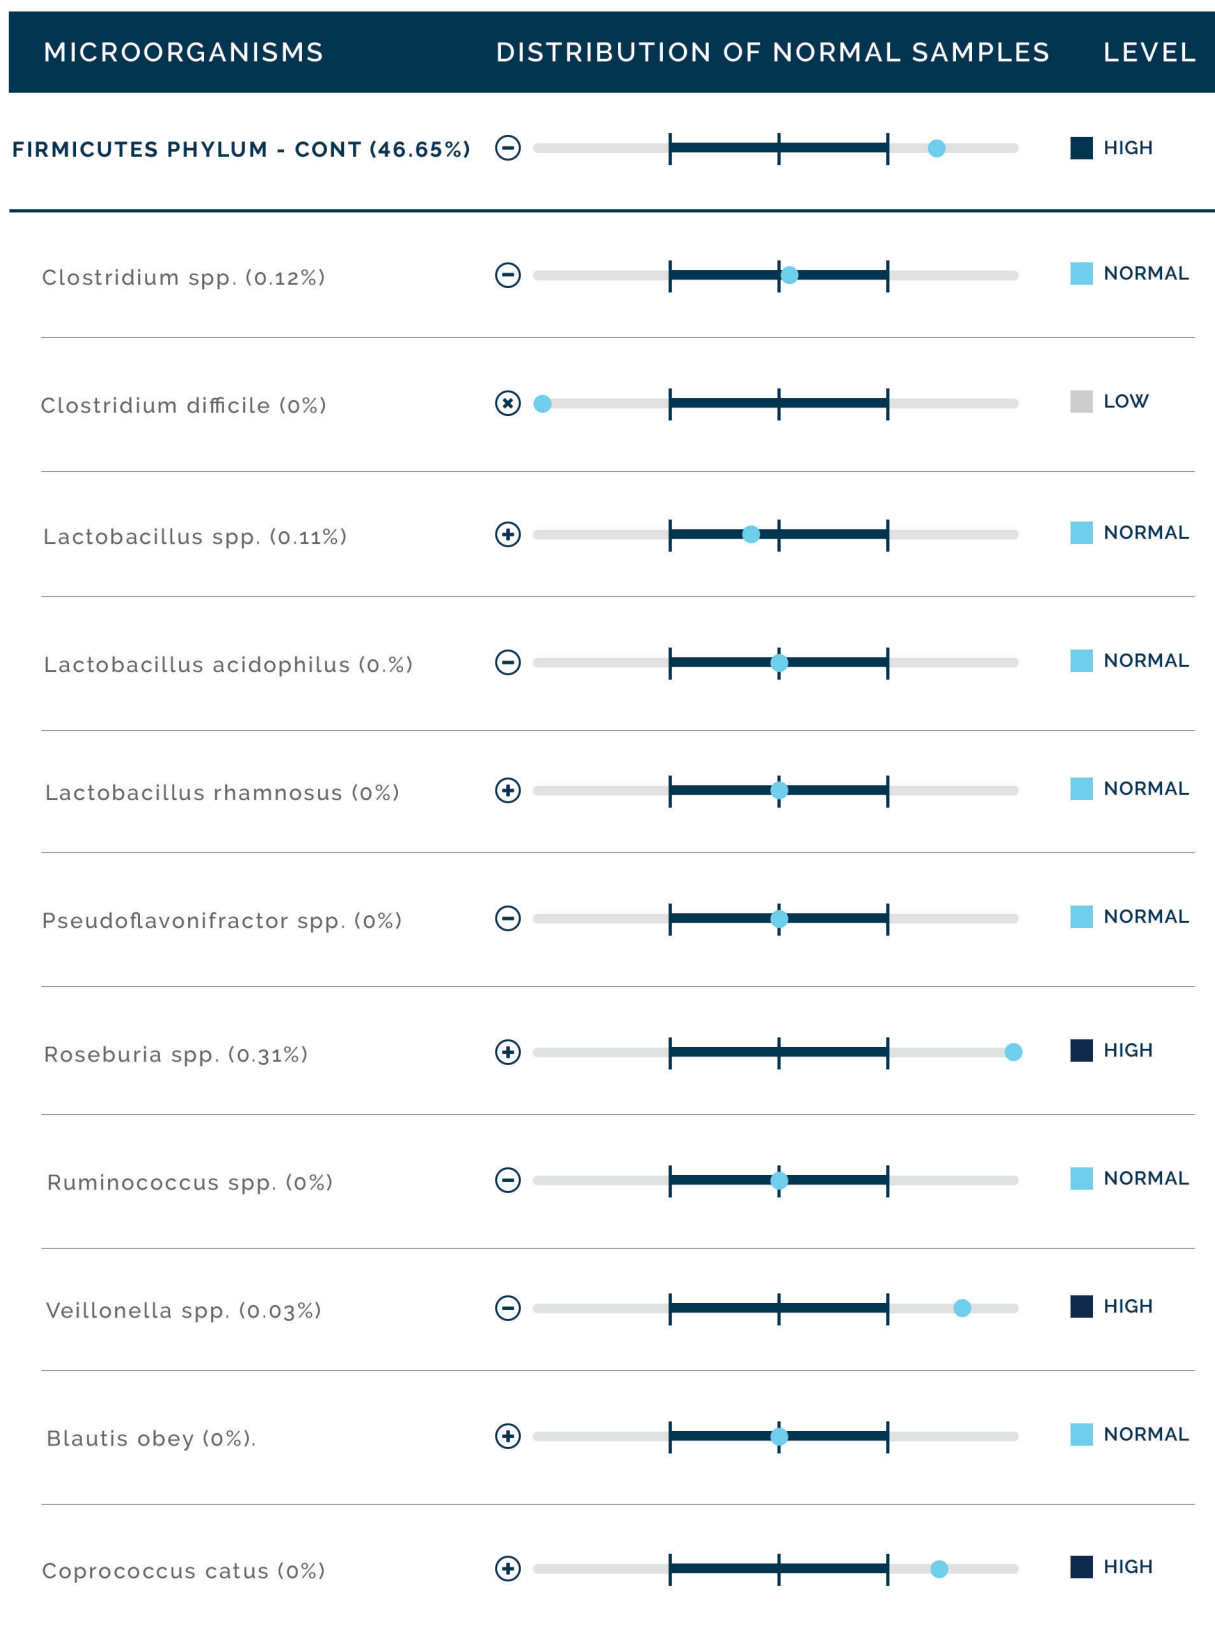 MICROORGANISMS DISTRIBUTION OF NORMAL SAMPLES LEVEL
FIRMICUTES PHYLUM - CONT (46.65%) HIGH
Clostridium spp. (0.12%) NORMAL
Clostridium difficile (0%) LOW
Lactobacillus spp. (0.11%) NORMAL
Lactobacillus acidophilus (0.%) NORMAL
Lactobacillus rhamnosus (0%) NORMAL
Pseudoflavonifractor spp. (0%) NORMAL
Roseburia spp. (0.31%) HIGH
Ruminococcus spp. (0%) NORMAL
Veillonella spp. (0.03%) HIGH
Blautis obey (0%). NORMAL
Coprococcus catus (0%) HIGH